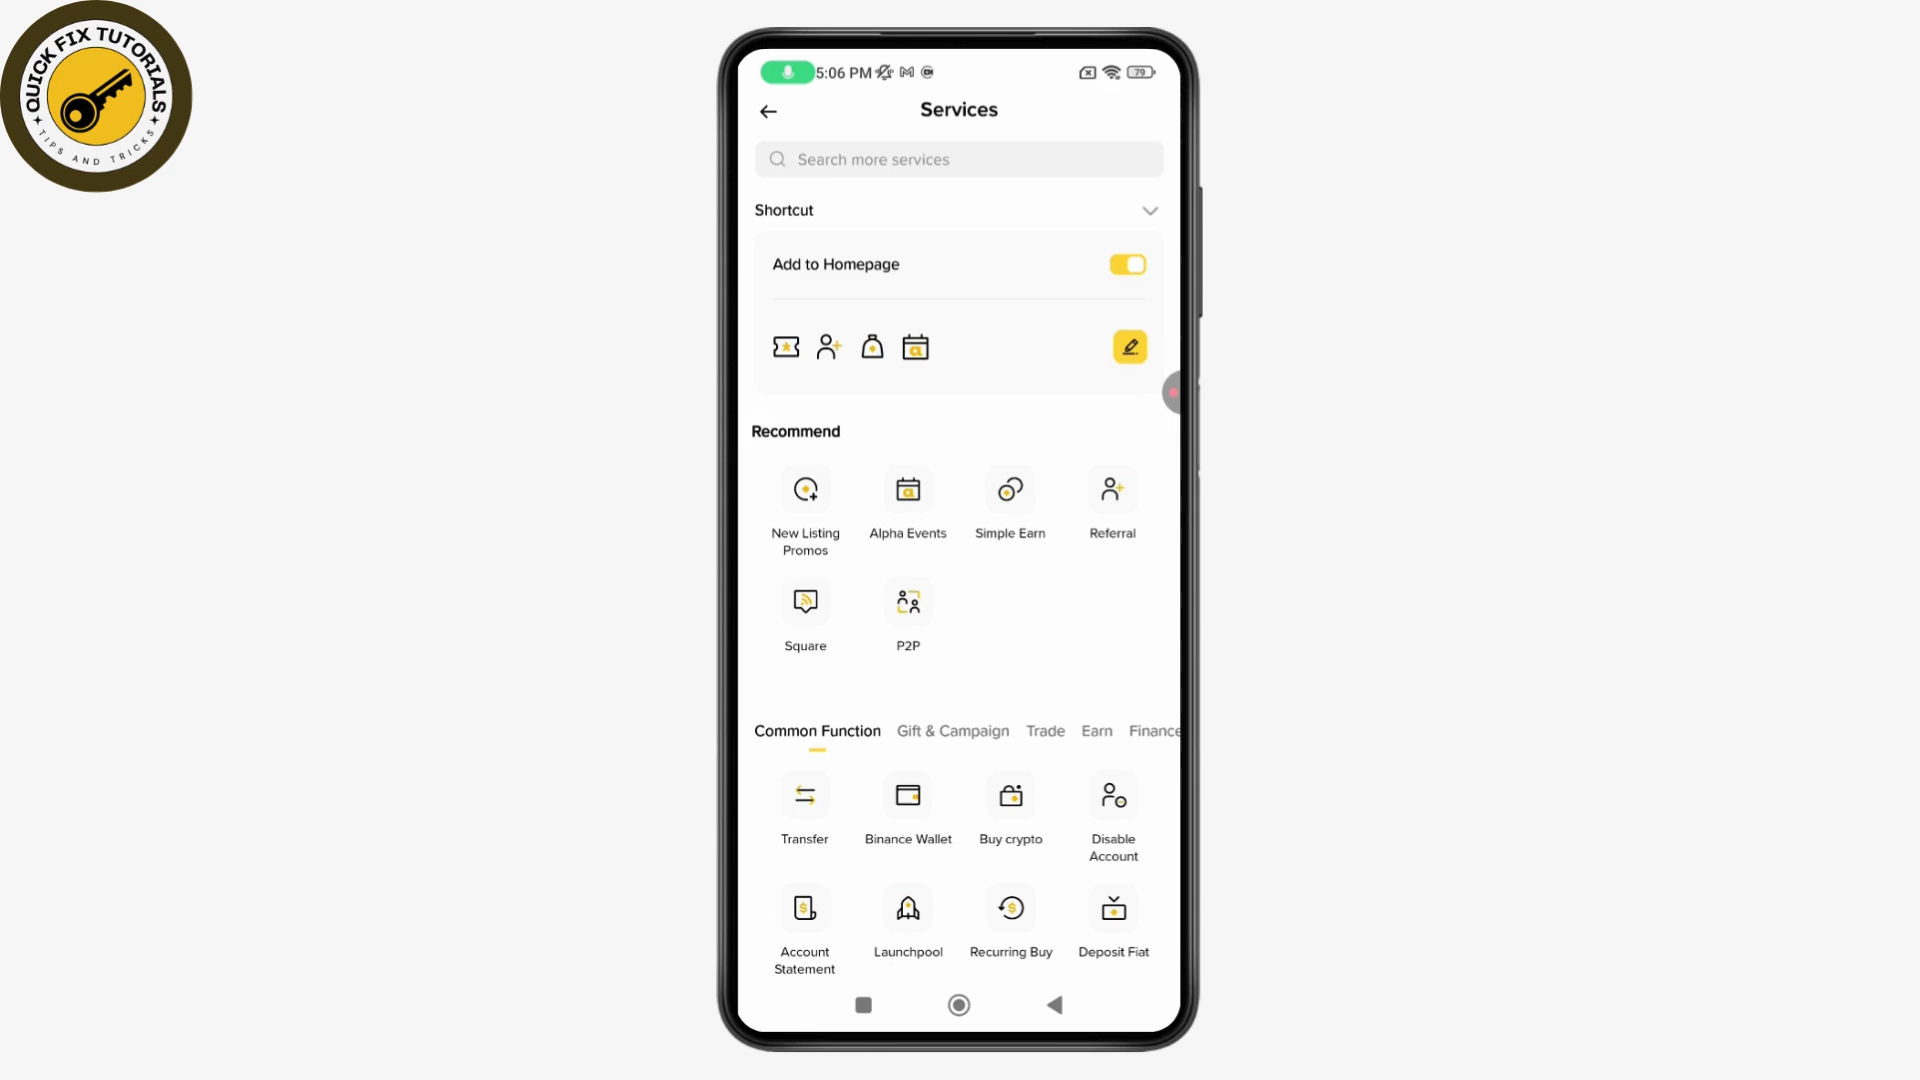 QUICK FIX TUTORIALS
TIPS AND TRICKS
5:06 PM
79
Services
Search more services
Shortcut
Add to Homepage
Recommend
New Listing Promos
Alpha Events
Simple Earn
Referral
Square
P2P
Common Function Gift & Campaign Trade Earn Finance
Transfer
Binance Wallet
Buy crypto
Disable Account
Account Statement
Launchpool
Recurring Buy
Deposit Fiat